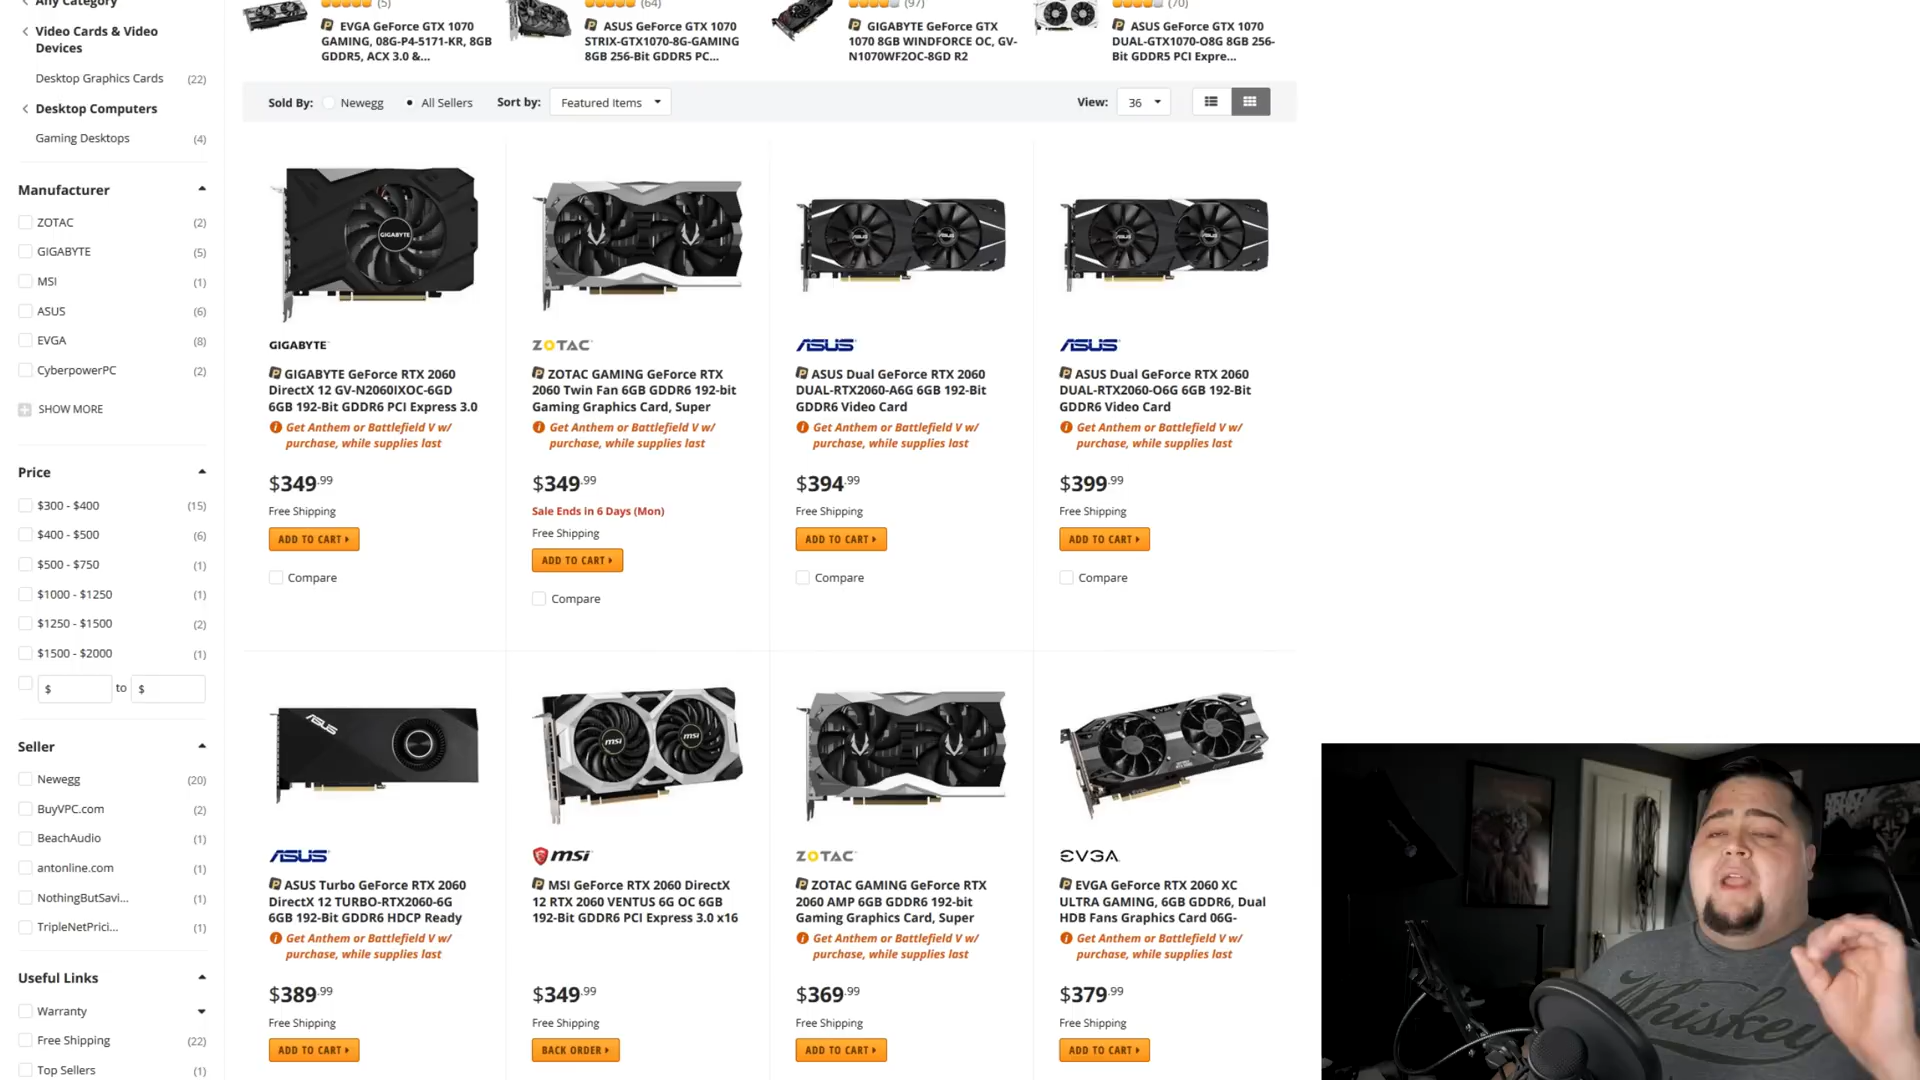 Any Category
Video Cards & Video
Devices
Desktop Graphics Cards (22)
Desktop Computers
Gaming Desktops (4)
Manufacturer
ZOTAC (2)
GIGABYTE (5)
MSI (1)
ASUS (6)
EVGA (8)
CyberpowerPC (2)
SHOW MORE
Price
$300 - $400 (15)
$400 - $500 (6)
$500 - $750 (1)
$1000 - $1250 (1)
$1250 - $1500 (2)
$1500 - $2000 (1)
$ to $
Seller
Newegg (20)
BuyVPC.com (2)
BeachAudio (1)
antonline.com (1)
NothingButSavi... (1)
TripleNetPrici... (1)
Useful Links
Warranty
Free Shipping (22)
Top Sellers (1)
(5)
EVGA GeForce GTX 1070
GAMING, 08G-P4-5171-KR, 8GB
GDDR5, ACX 3.0 &...
(64)
ASUS GeForce GTX 1070
STRIX-GTX1070-8G-GAMING
8GB 256-Bit GDDR5 PC...
(97)
GIGABYTE GeForce GTX
1070 8GB WINDFORCE OC, GV-
N1070WF2OC-8GD R2
(70)
ASUS GeForce GTX 1070
DUAL-GTX1070-O8G 8GB 256-
Bit GDDR5 PCI Expre...
Sold By: Newegg All Sellers Sort by: Featured Items View: 36
GIGABYTE
GIGABYTE
GIGABYTE GeForce RTX 2060
DirectX 12 GV-N2060IXOC-6GD
6GB 192-Bit GDDR6 PCI Express 3.0
Get Anthem or Battlefield V w/
purchase, while supplies last
$349.99
Free Shipping
ADD TO CART
Compare
ZOTAC
ZOTAC GAMING GeForce RTX
2060 Twin Fan 6GB GDDR6 192-bit
Gaming Graphics Card, Super
Get Anthem or Battlefield V w/
purchase, while supplies last
$349.99
Sale Ends in 6 Days (Mon)
Free Shipping
ADD TO CART
Compare
ASUS
ASUS Dual GeForce RTX 2060
DUAL-RTX2060-A6G 6GB 192-Bit
GDDR6 Video Card
Get Anthem or Battlefield V w/
purchase, while supplies last
$394.99
Free Shipping
ADD TO CART
Compare
ASUS
ASUS Dual GeForce RTX 2060
DUAL-RTX2060-O6G 6GB 192-Bit
GDDR6 Video Card
Get Anthem or Battlefield V w/
purchase, while supplies last
$399.99
Free Shipping
ADD TO CART
Compare
ASUS
ASUS
ASUS Turbo GeForce RTX 2060
DirectX 12 TURBO-RTX2060-6G
6GB 192-Bit GDDR6 HDCP Ready
Get Anthem or Battlefield V w/
purchase, while supplies last
$389.99
Free Shipping
ADD TO CART
msi msi
msi
MSI GeForce RTX 2060 DirectX
12 RTX 2060 VENTUS 6G OC 6GB
192-Bit GDDR6 PCI Express 3.0 x16
$349.99
Free Shipping
BACK ORDER
ZOTAC
ZOTAC GAMING GeForce RTX
2060 AMP 6GB GDDR6 192-bit
Gaming Graphics Card, Super
Get Anthem or Battlefield V w/
purchase, while supplies last
$369.99
Free Shipping
ADD TO CART
EVGA
EVGA
EVGA GeForce RTX 2060 XC
ULTRA GAMING, 6GB GDDR6, Dual
HDB Fans Graphics Card 06G-
Get Anthem or Battlefield V w/
purchase, while supplies last
$379.99
Free Shipping
ADD TO CART
Whiskey